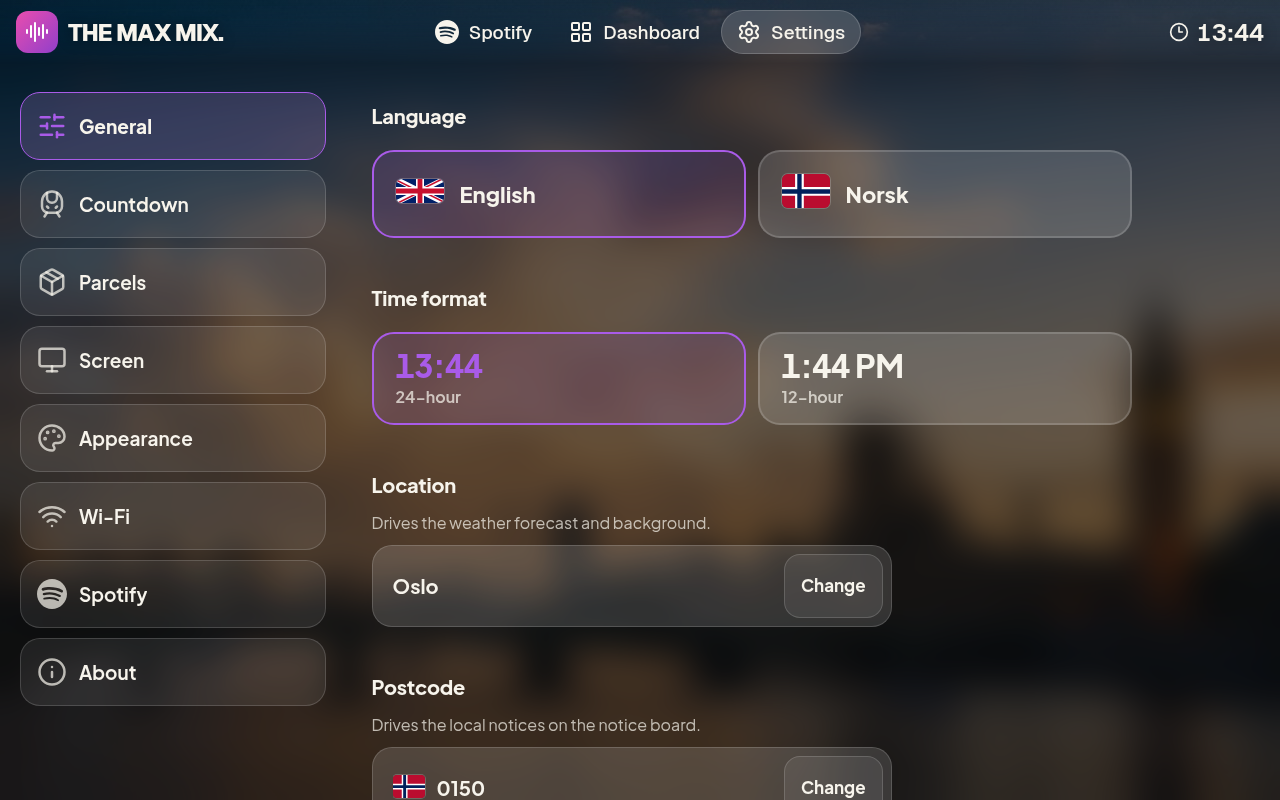 THE MAX MIX.
Spotify
Dashboard
Settings
13:44
General
Countdown
Parcels
Screen
Appearance
Wi-Fi
Spotify
About
Language
English
Norsk
Time format
13:44
24-hour
1:44 PM
12-hour
Location
Drives the weather forecast and background.
Oslo
Change
Postcode
Drives the local notices on the notice board.
0150
Change